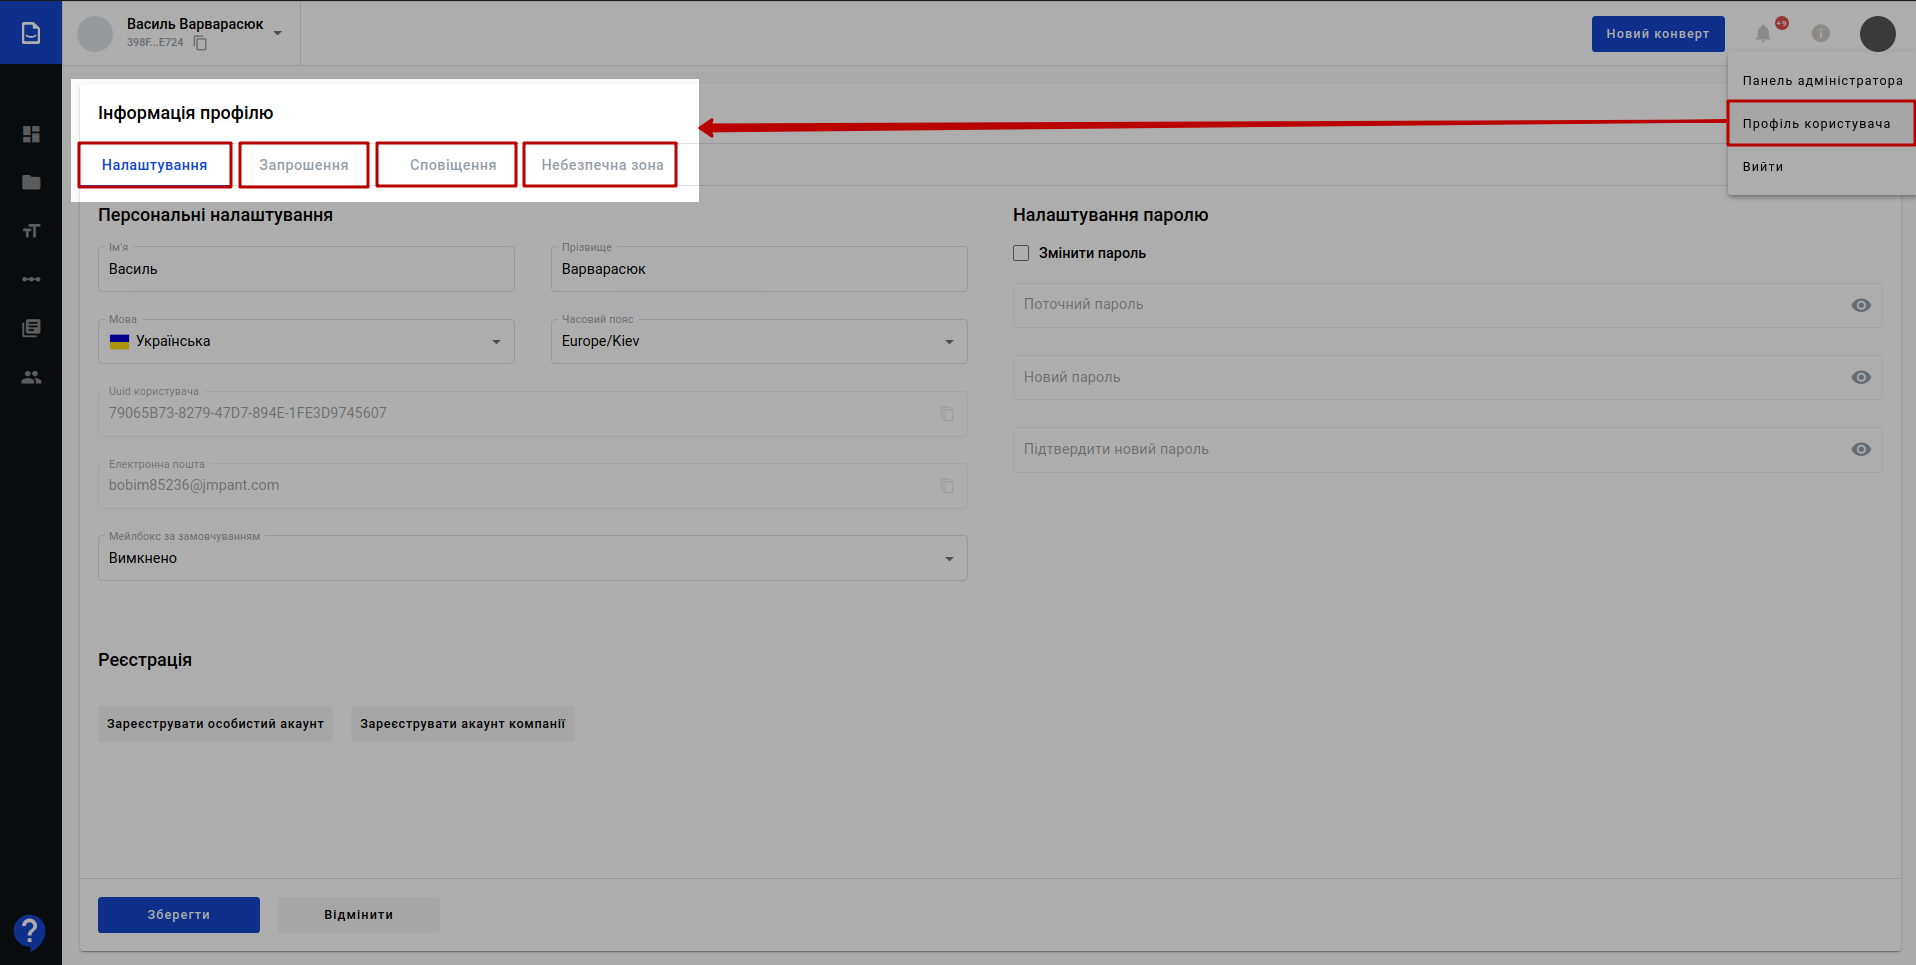 Василь Варварасюк
398F...E724
Новий конверт
+9
Панель адміністратора
Профіль користувача
Вийти
Інформація профілю
Налаштування
Запрошення
Сповіщення
Небезпечна зона
Персональні налаштування
Ім'я
Василь
Прізвище
Варварасюк
Мова
Українська
Часовий пояс
Europe/Kiev
Uuid користувача
79065B73-8279-47D7-894E-1FE3D9745607
Електронна пошта
bobim85236@jmpant.com
Мейлбокс за замовчуванням
Вимкнено
Налаштування паролю
Змінити пароль
Поточний пароль
Новий пароль
Підтвердити новий пароль
Реєстрація
Зареєструвати особистий акаунт
Зареєструвати акаунт компанії
Зберегти
Відмінити